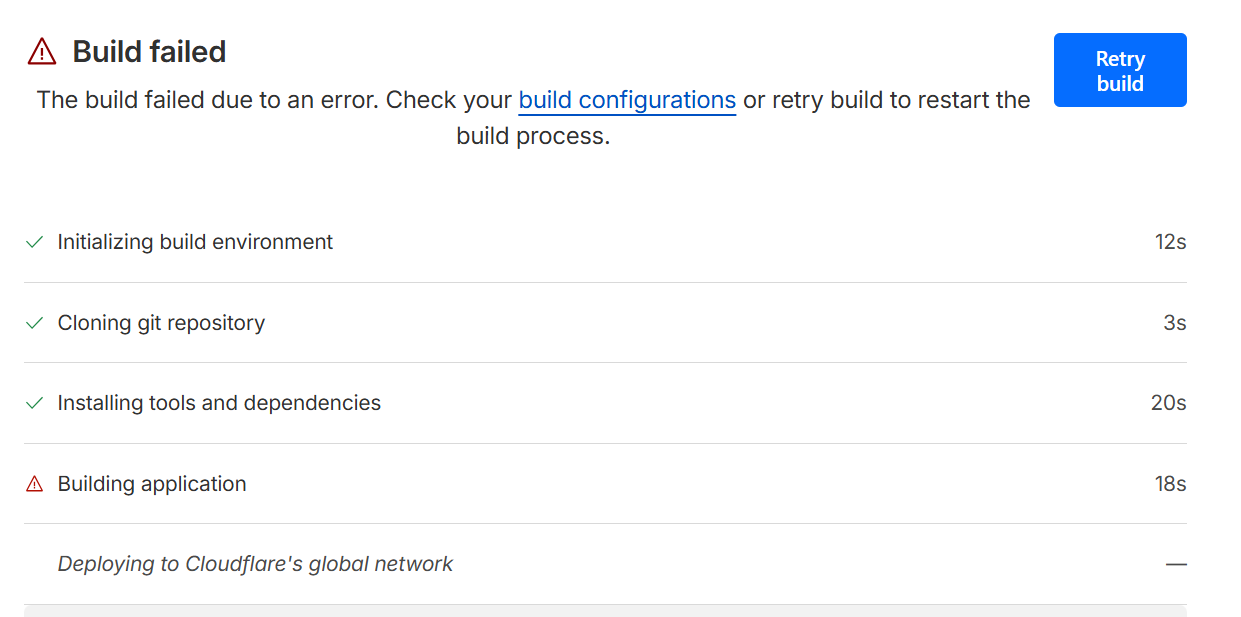 Build failed
The build failed due to an error. Check your build configurations or retry build to restart the
build process.
Retry
build
Initializing build environment
12s
Cloning git repository
3s
Installing tools and dependencies
20s
Building application
18s
Deploying to Cloudflare's global network
—